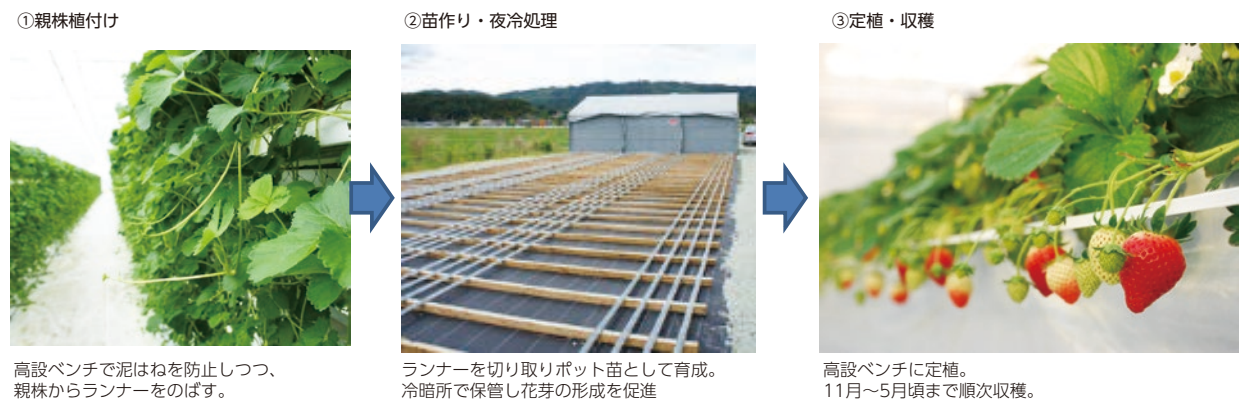 ①親株植付け
高設ベンチで泥はねを防止しつつ、
親株からランナーをのばす。
②苗作り・夜冷処理
ランナーを切り取りポット苗として育成。
冷暗所で保管し花芽の形成を促進
③定植・収穫
高設ベンチに定植。
11月～5月頃まで順次収穫。